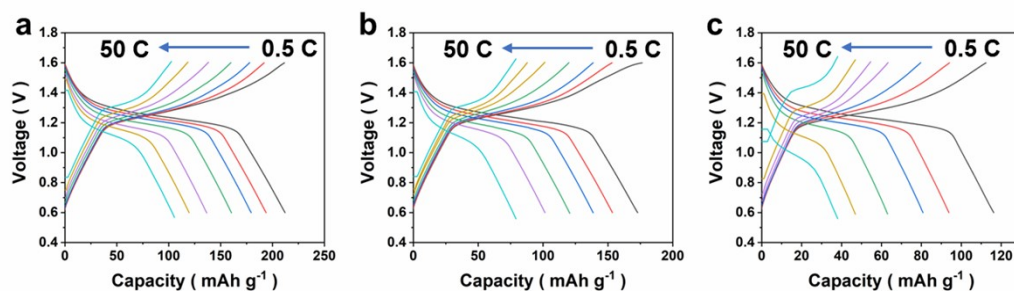 a
50 C 0.5 C
Voltage ( V )
1.8
1.6
1.4
1.2
1.0
0.8
0.6
0.4
0 50 100 150 200 250
Capacity ( mAh g-1)
b
50 C 0.5 C
Voltage ( V )
1.8
1.6
1.4
1.2
1.0
0.8
0.6
0.4
0 50 100 150 200
Capacity ( mAh g-1)
c
50 C 0.5 C
Voltage ( V )
1.8
1.6
1.4
1.2
1.0
0.8
0.6
0.4
0 20 40 60 80 100 120
Capacity ( mAh g-1)